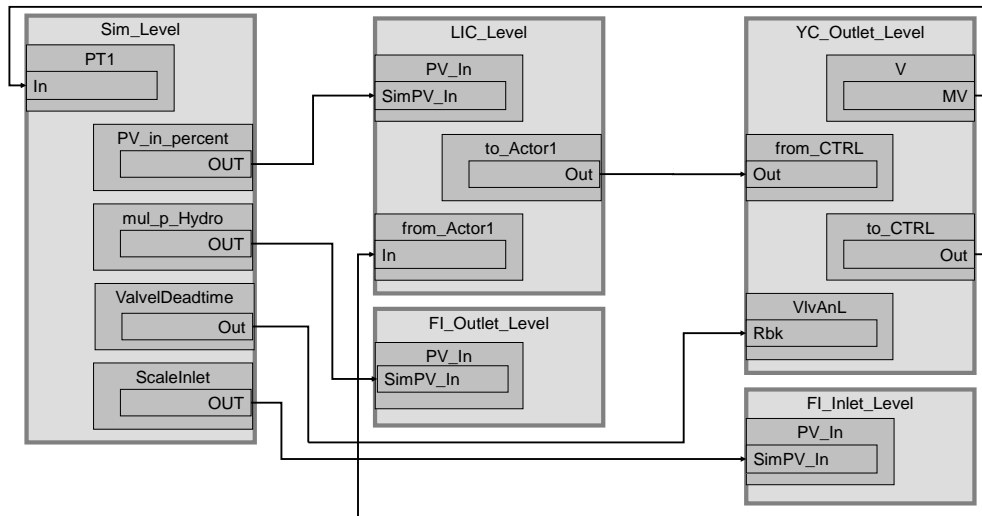 Sim_Level
PT1
In
PV_in_percent
OUT
mul_p_Hydro
OUT
ValvelDeadtime
Out
ScaleInlet
OUT
LIC_Level
PV_In
SimPV_In
to_Actor1
Out
from_Actor1
In
FI_Outlet_Level
PV_In
SimPV_In
YC_Outlet_Level
V
MV
from_CTRL
Out
to_CTRL
Out
VlvAnL
Rbk
FI_Inlet_Level
PV_In
SimPV_In